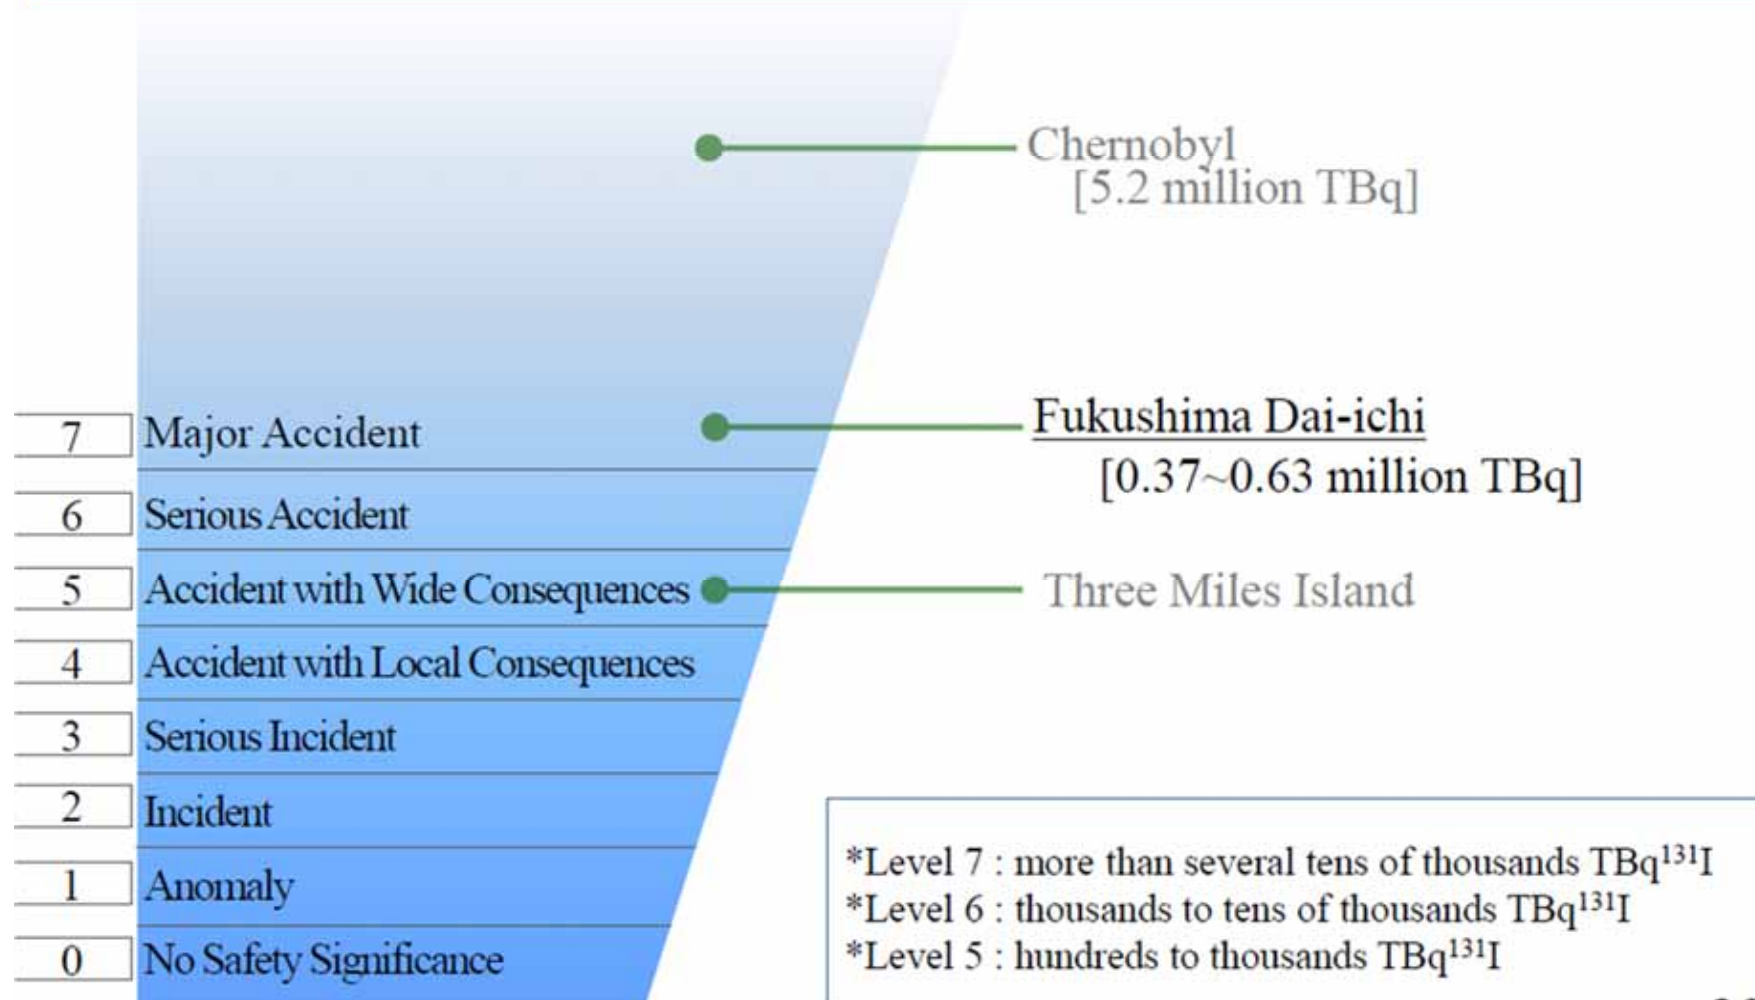 Chernobyl
[5.2 million TBq]
7 Major Accident
Fukushima Dai-ichi
[0.37~0.63 million TBq]
6 Serious Accident
5 Accident with Wide Consequences
Three Miles Island
4 Accident with Local Consequences
3 Serious Incident
2 Incident
1 Anomaly
0 No Safety Significance
*Level 7 : more than several tens of thousands TBq¹³¹I
*Level 6 : thousands to tens of thousands TBq¹³¹I
*Level 5 : hundreds to thousands TBq¹³¹I